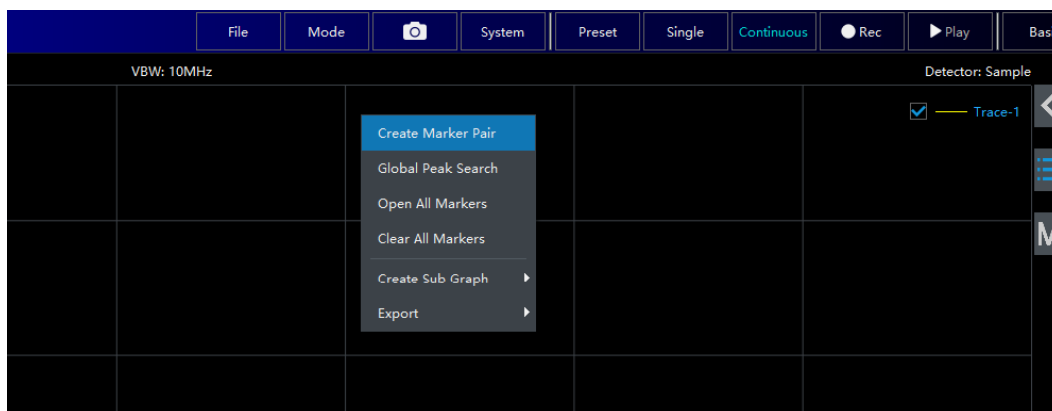 File Mode System Preset Single Continuous Rec Play
VBW: 10MHz Detector: Sample
Trace-1
Create Marker Pair
Global Peak Search
Open All Markers
Clear All Markers
Create Sub Graph
Export